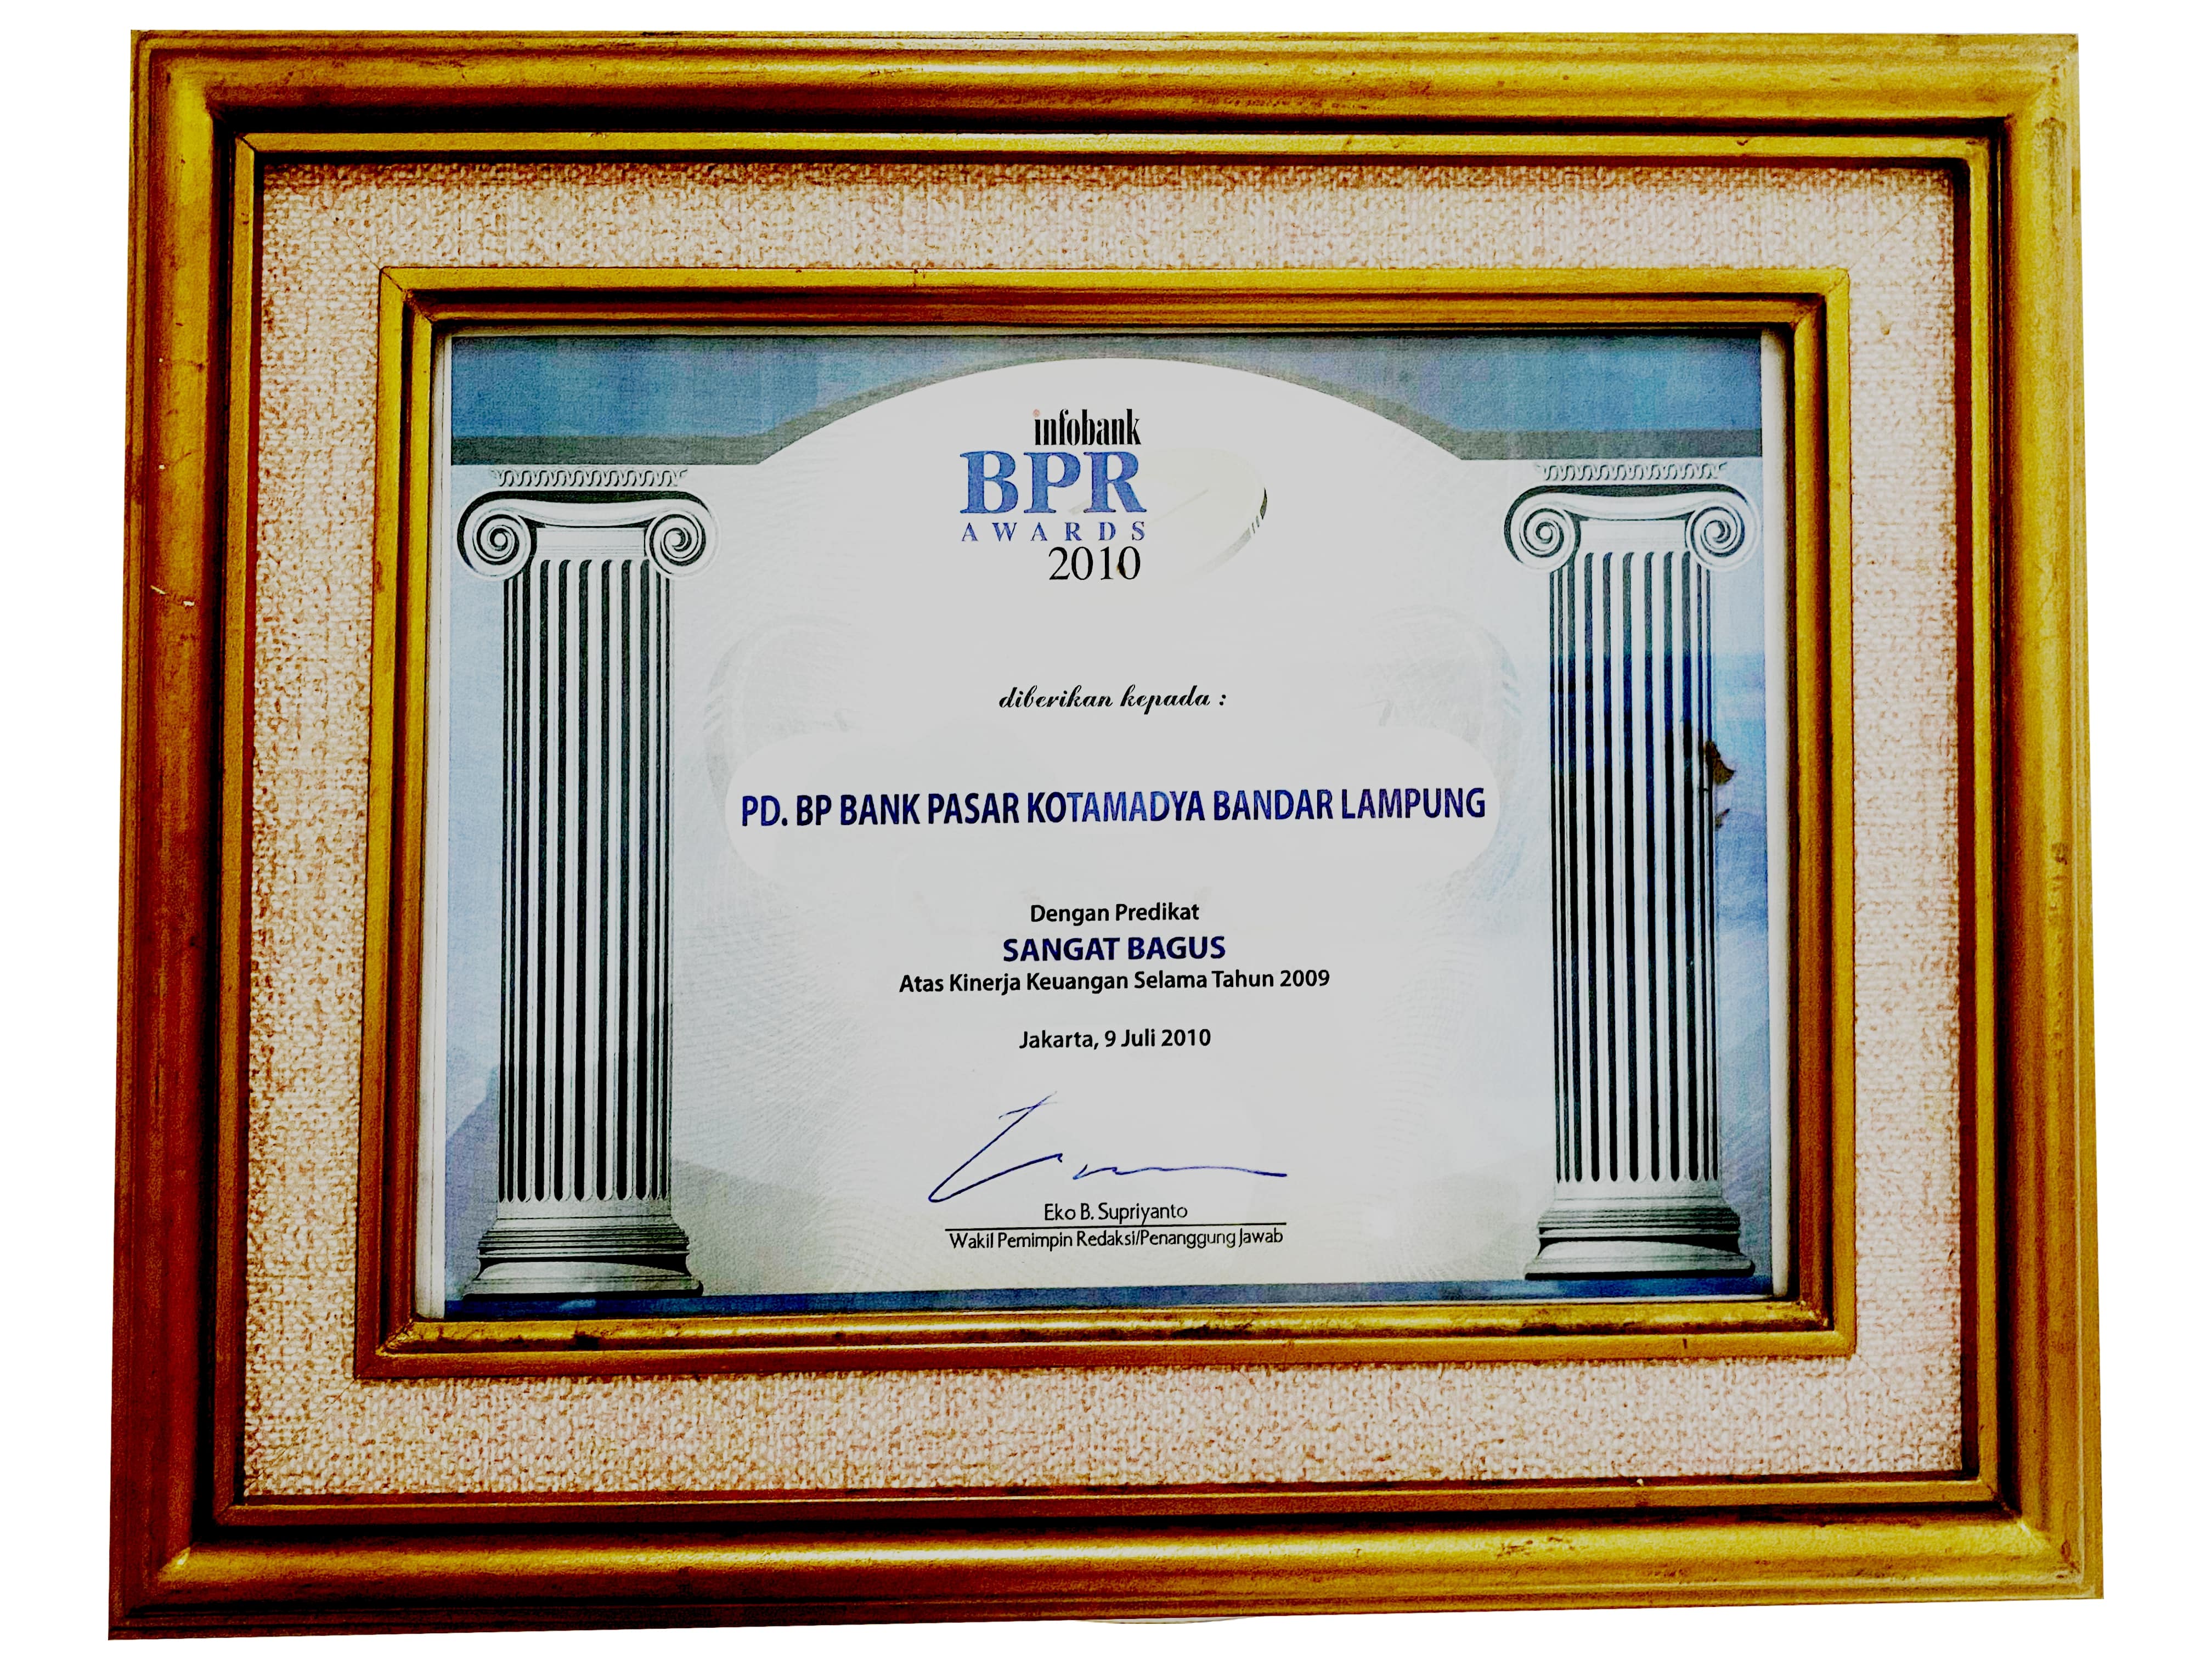 infobank
BPR
AWARDS
2010
diberikan kepada :
PD. BP BANK PASAR KOTAMADYA BANDAR LAMPUNG
Dengan Predikat
SANGAT BAGUS
Atas Kinerja Keuangan Selama Tahun 2009
Jakarta, 9 Juli 2010
Eko B. Supriyanto
Wakil Pemimpin Redaksi/Penanggung Jawab